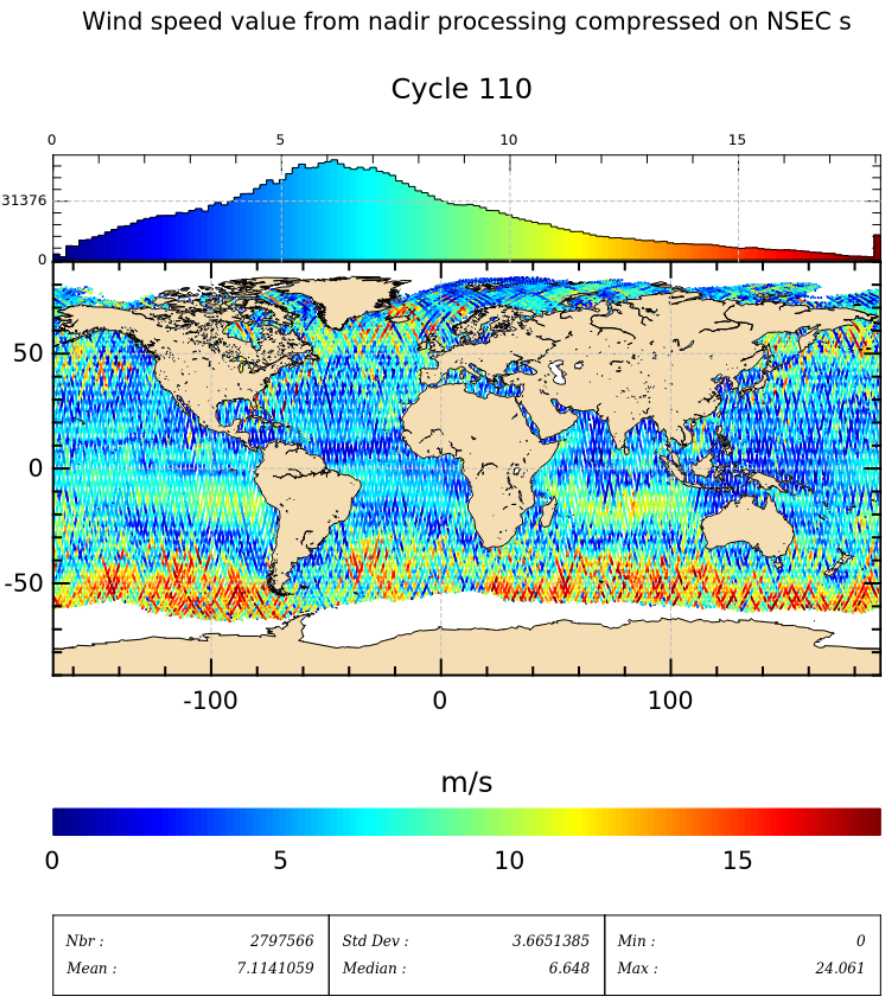 Wind speed value from nadir processing compressed on NSEC s
Cycle 110
0 5 10 15
31376
0
50
0
-50
-100 0 100
m/s
0 5 10 15
Nbr : 2797566 Std Dev : 3.6651385 Min : 0
Mean : 7.1141059 Median : 6.648 Max : 24.061